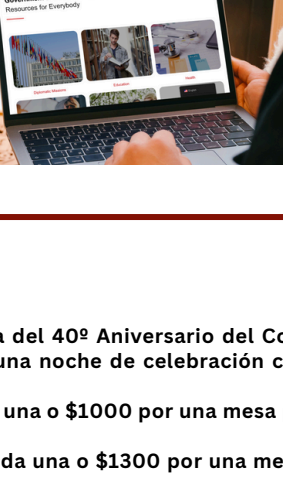 Resources for Everybody
Diplomatic Missions
Education
Health
a del 40º Aniversario del Co
una noche de celebración c
una o $1000 por una mesa
da una o $1300 por una me